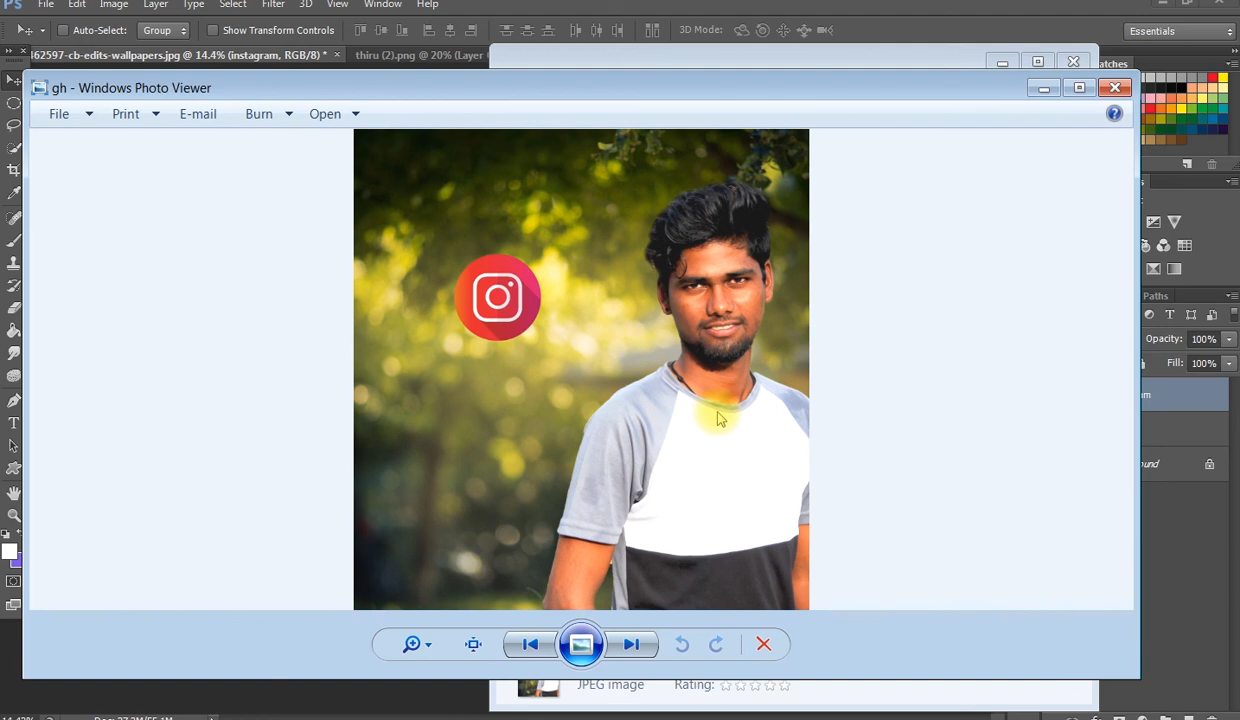 Ps File Edit Image Layer Type Select Filter 3D View Window Help
Auto-Select: Group Show Transform Controls 3D Mode: Essentials
462597-cb-edits-wallpapers.jpg @ 14.4% (instagram, RGB/8) * × thiru (2).png @ 20% (Layer atches
gh - Windows Photo Viewer
File Print E-mail Burn Open
Paths
Opacity: 100%
Fill: 100%
JPEG image Rating: